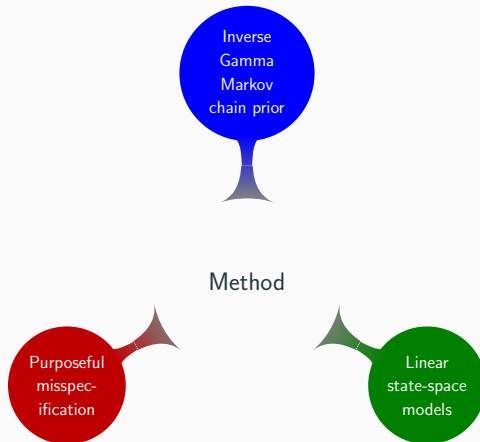 Inverse
Gamma
Markov
chain prior
Method
Purposeful
misspec-
ification
Linear
state-space
models